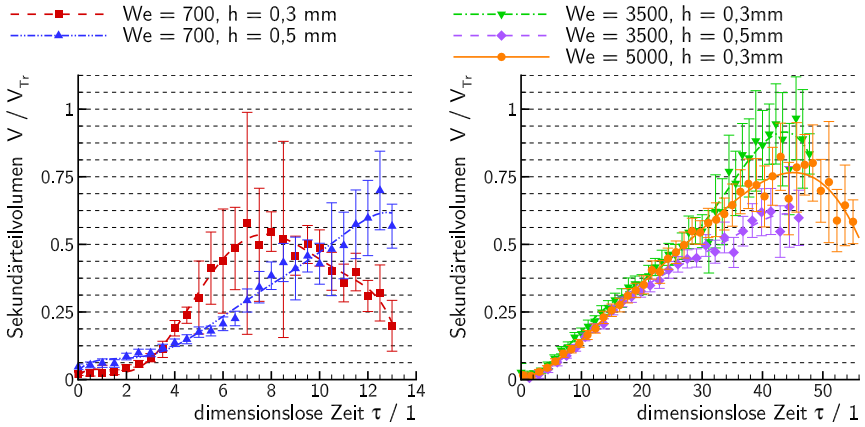 We = 700, h = 0,3 mm
We = 700, h = 0,5 mm
We = 3500, h = 0,3mm
We = 3500, h = 0,5mm
We = 5000, h = 0,3mm
Sekundärteilvolumen V / V_Tr
1
0.75
0.5
0.25
0
0 2 4 6 8 10 12 14
dimensionslose Zeit τ / 1
Sekundärteilvolumen V / V_Tr
1
0.75
0.5
0.25
0
0 10 20 30 40 50
dimensionslose Zeit τ / 1